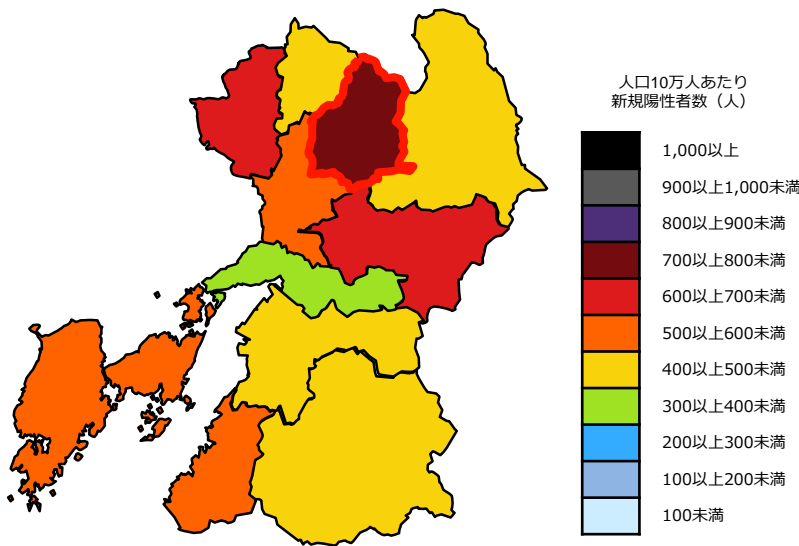 人口10万人あたり
新規陽性者数（人）
1,000以上
900以上1,000未満
800以上900未満
700以上800未満
600以上700未満
500以上600未満
400以上500未満
300以上400未満
200以上300未満
100以上200未満
100未満